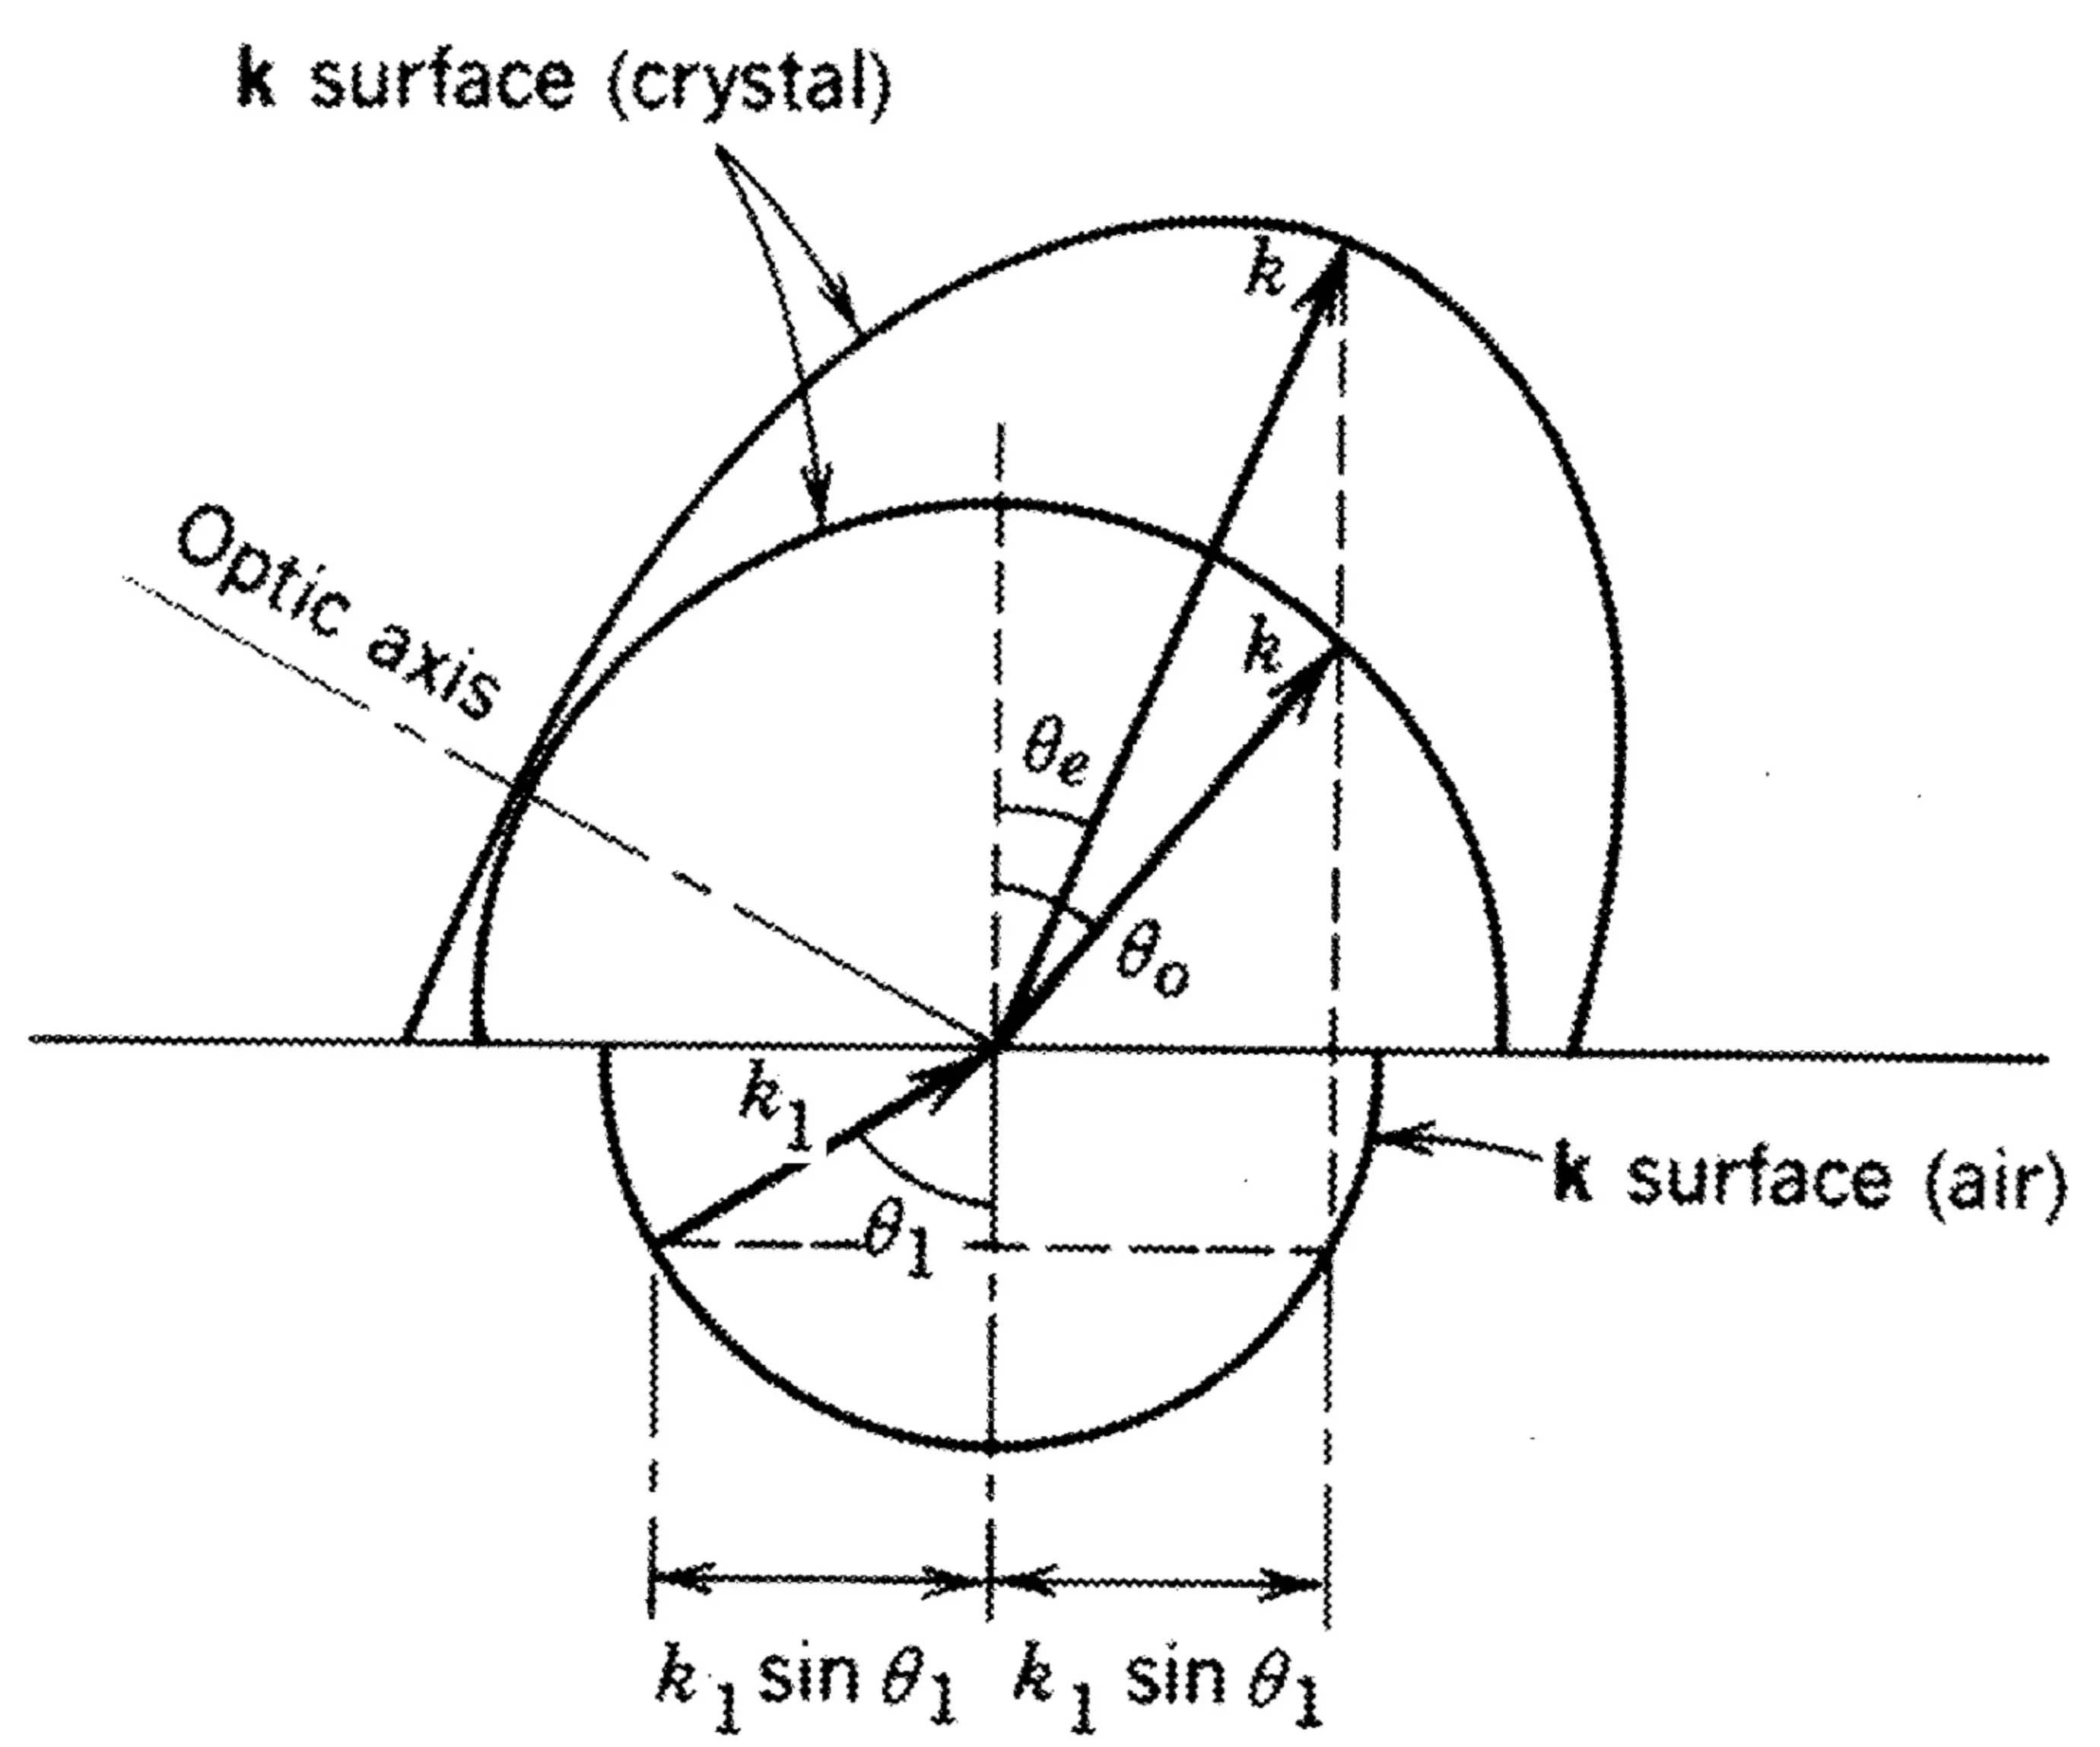 k surface (crystal)
Optic axis
k
k
θe
θo
k1
θ1
k surface (air)
k1 sin θ1 k1 sin θ1